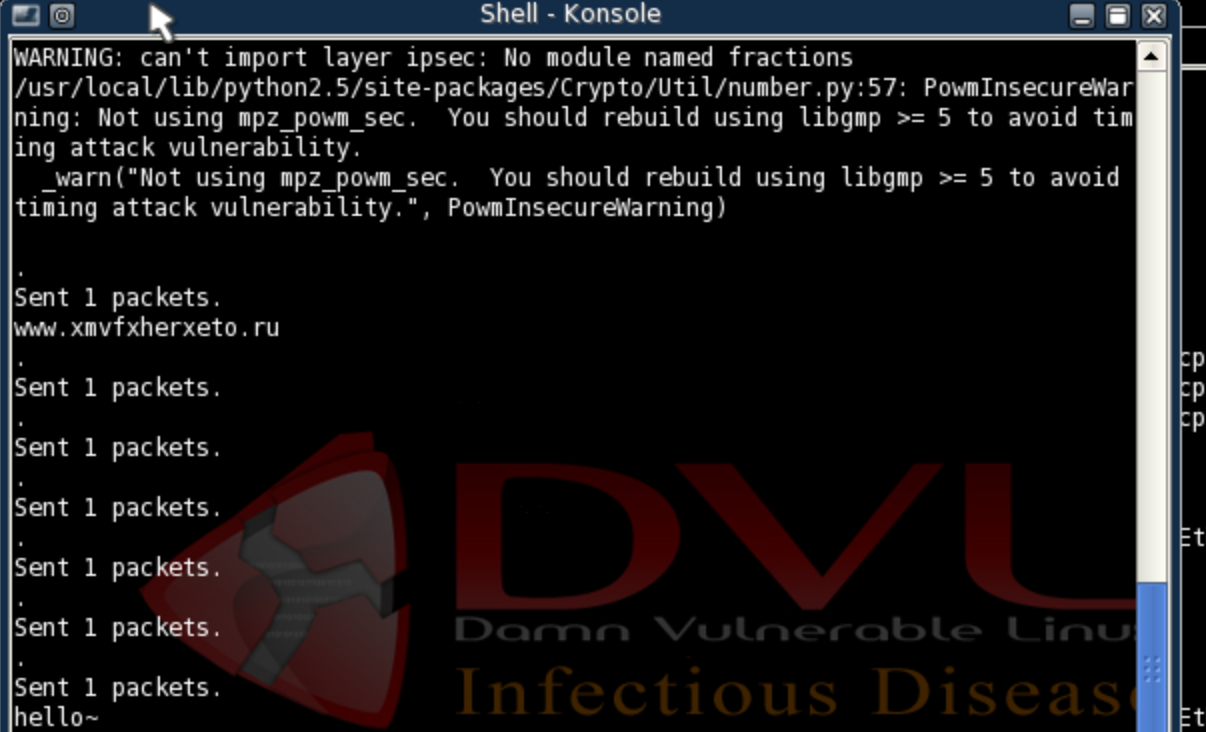 Shell - Konsole
WARNING: can't import layer ipsec: No module named fractions
/usr/local/lib/python2.5/site-packages/Crypto/Util/number.py:57: PowmInsecureWar
ning: Not using mpz_powm_sec.  You should rebuild using libgmp >= 5 to avoid tim
ing attack vulnerability.
  _warn("Not using mpz_powm_sec.  You should rebuild using libgmp >= 5 to avoid
timing attack vulnerability.", PowmInsecureWarning)
.
Sent 1 packets.
www.xmvfxherxeto.ru
.
Sent 1 packets.
.
Sent 1 packets.
.
Sent 1 packets.
.
Sent 1 packets.
.
Sent 1 packets.
.
Sent 1 packets.
hello~
DVL
Damn Vulnerable Linu
Infectious Diseas
cp
cp
cp
Et
Et